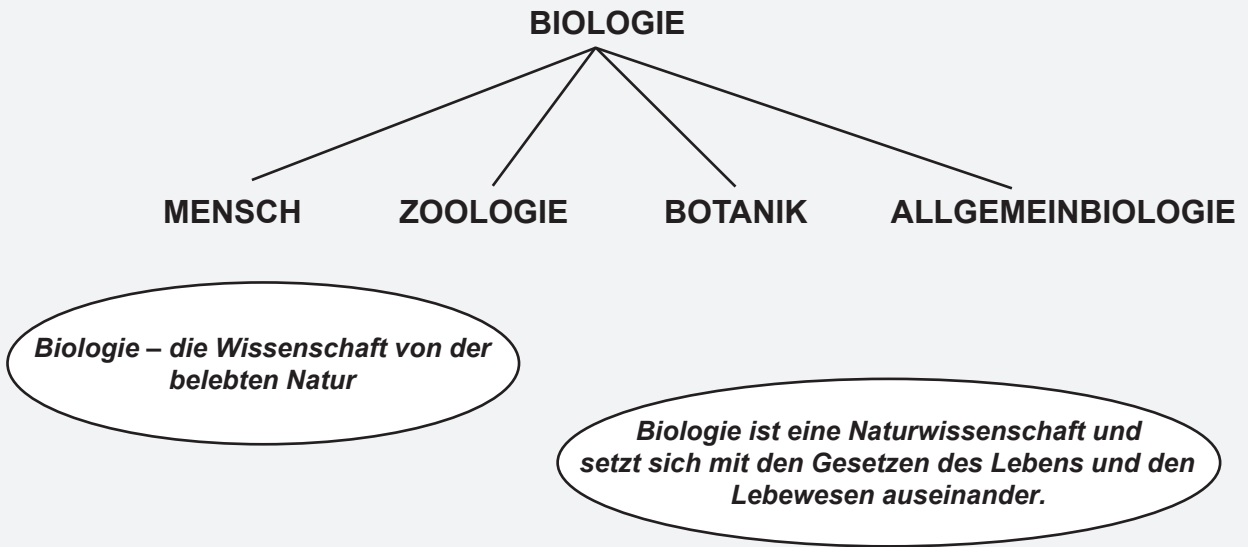 BIOLOGIE
MENSCH ZOOLOGIE BOTANIK ALLGEMEINBIOLOGIE
Biologie – die Wissenschaft von der
belebten Natur
Biologie ist eine Naturwissenschaft und
setzt sich mit den Gesetzen des Lebens und den
Lebewesen auseinander.